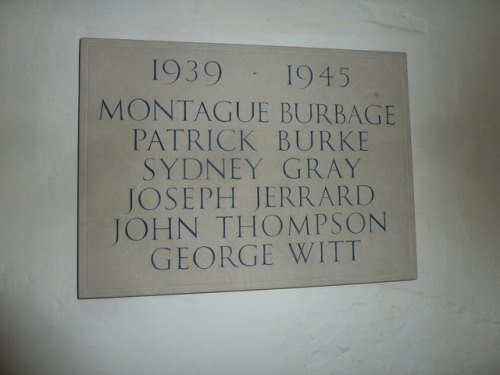 1939 · 1945
MONTAGUE BURBAGE
PATRICK BURKE
SYDNEY GRAY
JOSEPH JERRARD
JOHN THOMPSON
GEORGE WITT